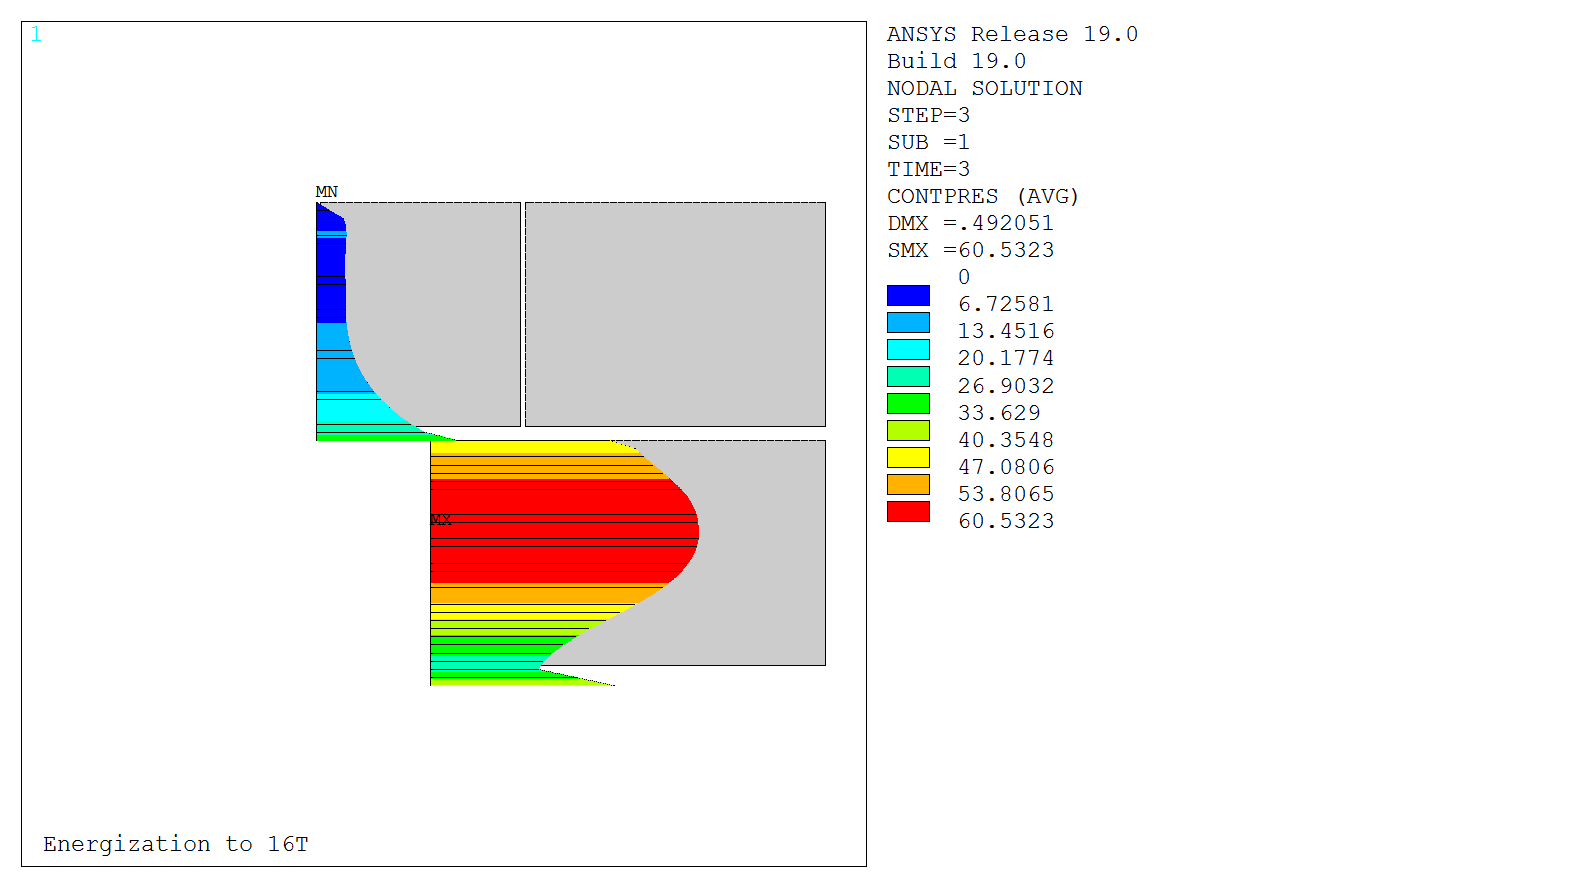 1
ANSYS Release 19.0
Build 19.0
NODAL SOLUTION
STEP=3
SUB =1
TIME=3
CONTPRES (AVG)
DMX =.492051
SMX =60.5323
0
6.72581
13.4516
20.1774
26.9032
33.629
40.3548
47.0806
53.8065
60.5323
MN
MX
Energization to 16T